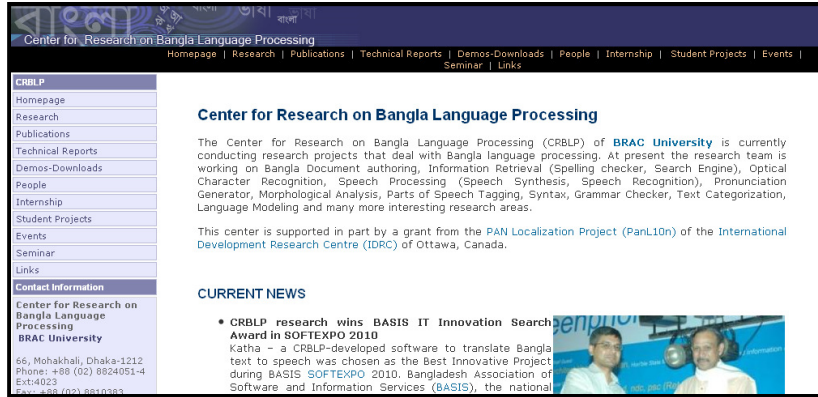 বাংলা
ভাষা
বাংলা
Center for Research on Bangla Language Processing
Homepage | Research | Publications | Technical Reports | Demos-Downloads | People | Internship | Student Projects | Events |
Seminar | Links
CRBLP
Homepage
Research
Publications
Technical Reports
Demos-Downloads
People
Internship
Student Projects
Events
Seminar
Links
Contact Information
Center for Research on
Bangla Language
Processing
BRAC University
66, Mohakhali, Dhaka-1212
Phone: +88 (02) 8824051-4
Ext:4023
Fax: +88 (02) 8810383
Center for Research on Bangla Language Processing
The Center for Research on Bangla Language Processing (CRBLP) of BRAC University is currently
conducting research projects that deal with Bangla language processing. At present the research team is
working on Bangla Document authoring, Information Retrieval (Spelling checker, Search Engine), Optical
Character Recognition, Speech Processing (Speech Synthesis, Speech Recognition), Pronunciation
Generator, Morphological Analysis, Parts of Speech Tagging, Syntax, Grammar Checker, Text Categorization,
Language Modeling and many more interesting research areas.
This center is supported in part by a grant from the PAN Localization Project (PanL10n) of the International
Development Research Centre (IDRC) of Ottawa, Canada.
CURRENT NEWS
• CRBLP research wins BASIS IT Innovation Search
Award in SOFTEXPO 2010
Katha – a CRBLP-developed software to translate Bangla
text to speech was chosen as the Best Innovative Project
during BASIS SOFTEXPO 2010. Bangladesh Association of
Software and Information Services (BASIS), the national